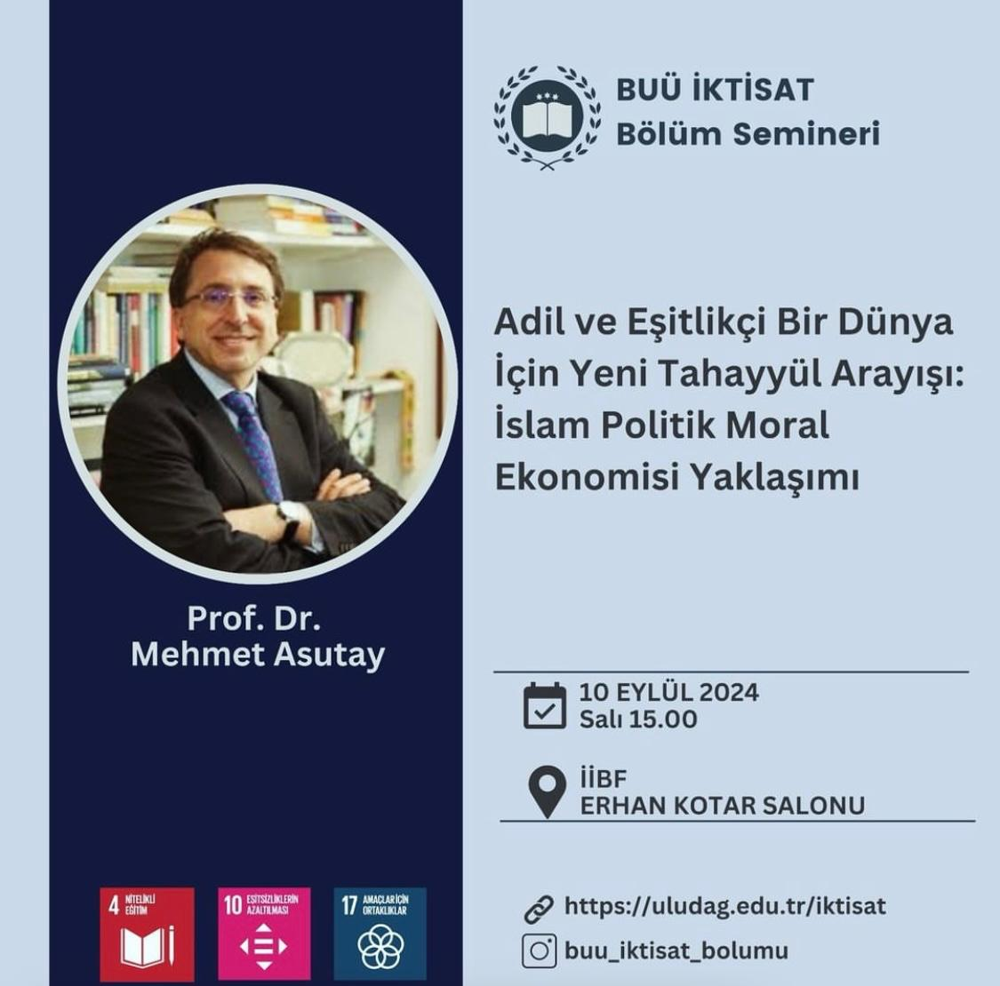 BUÜ İKTİSAT
Bölüm Semineri
Adil ve Eşitlikçi Bir Dünya
İçin Yeni Tahayyül Arayışı:
İslam Politik Moral
Ekonomisi Yaklaşımı
Prof. Dr.
Mehmet Asutay
10 EYLÜL 2024
Salı 15.00
İİBF
ERHAN KOTAR SALONU
4 NİTELİKLİ
EĞİTİM
10 EŞİTSİZLİKLERİN
AZALTILMASI
17 AMAÇLAR İÇİN
ORTAKLIKLAR
https://uludag.edu.tr/iktisat
buu_iktisat_bolumu